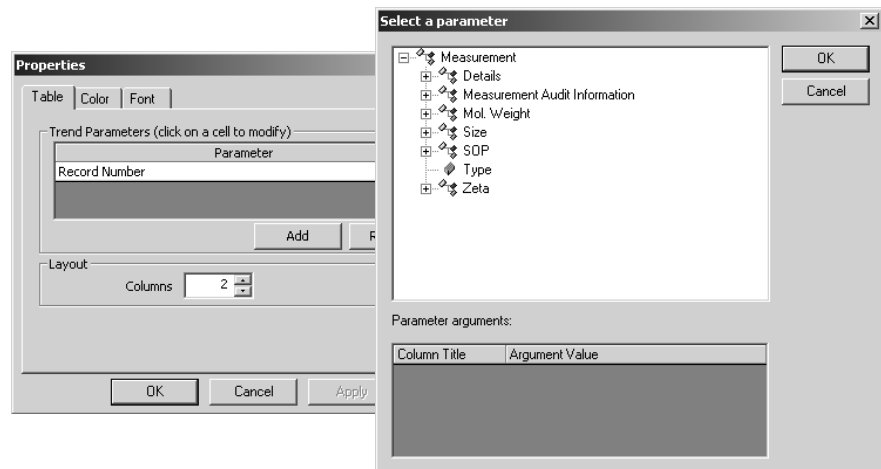 Properties
Table Color Font
Trend Parameters (click on a cell to modify)
Parameter
Record Number
Add R
Layout
Columns 2
OK Cancel Apply
Select a parameter
Measurement
Details
Measurement Audit Information
Mol. Weight
Size
SOP
Type
Zeta
OK
Cancel
Parameter arguments:
Column Title Argument Value